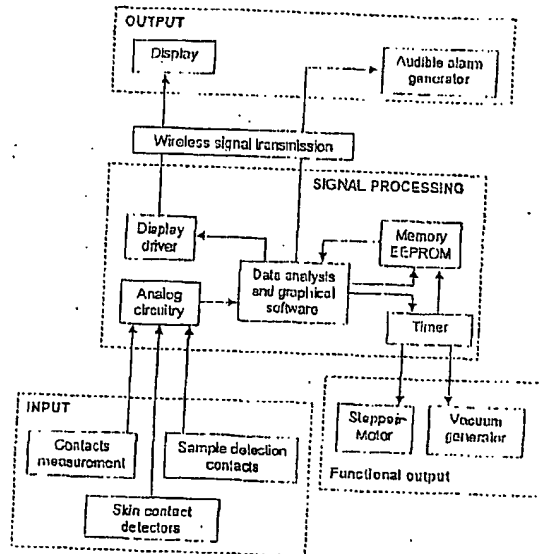 OUTPUT
Display
Audible alarm
generator
Wireless signal transmission
SIGNAL PROCESSING
Display
driver
Memory
EEPROM
Data analysis
and graphical
software
Analog
circuitry
Timer
INPUT
Contacts
measurement
Sample detection
contacts
Skin contact
detectors
Stepper
Motor
Vacuum
generator
Functional output